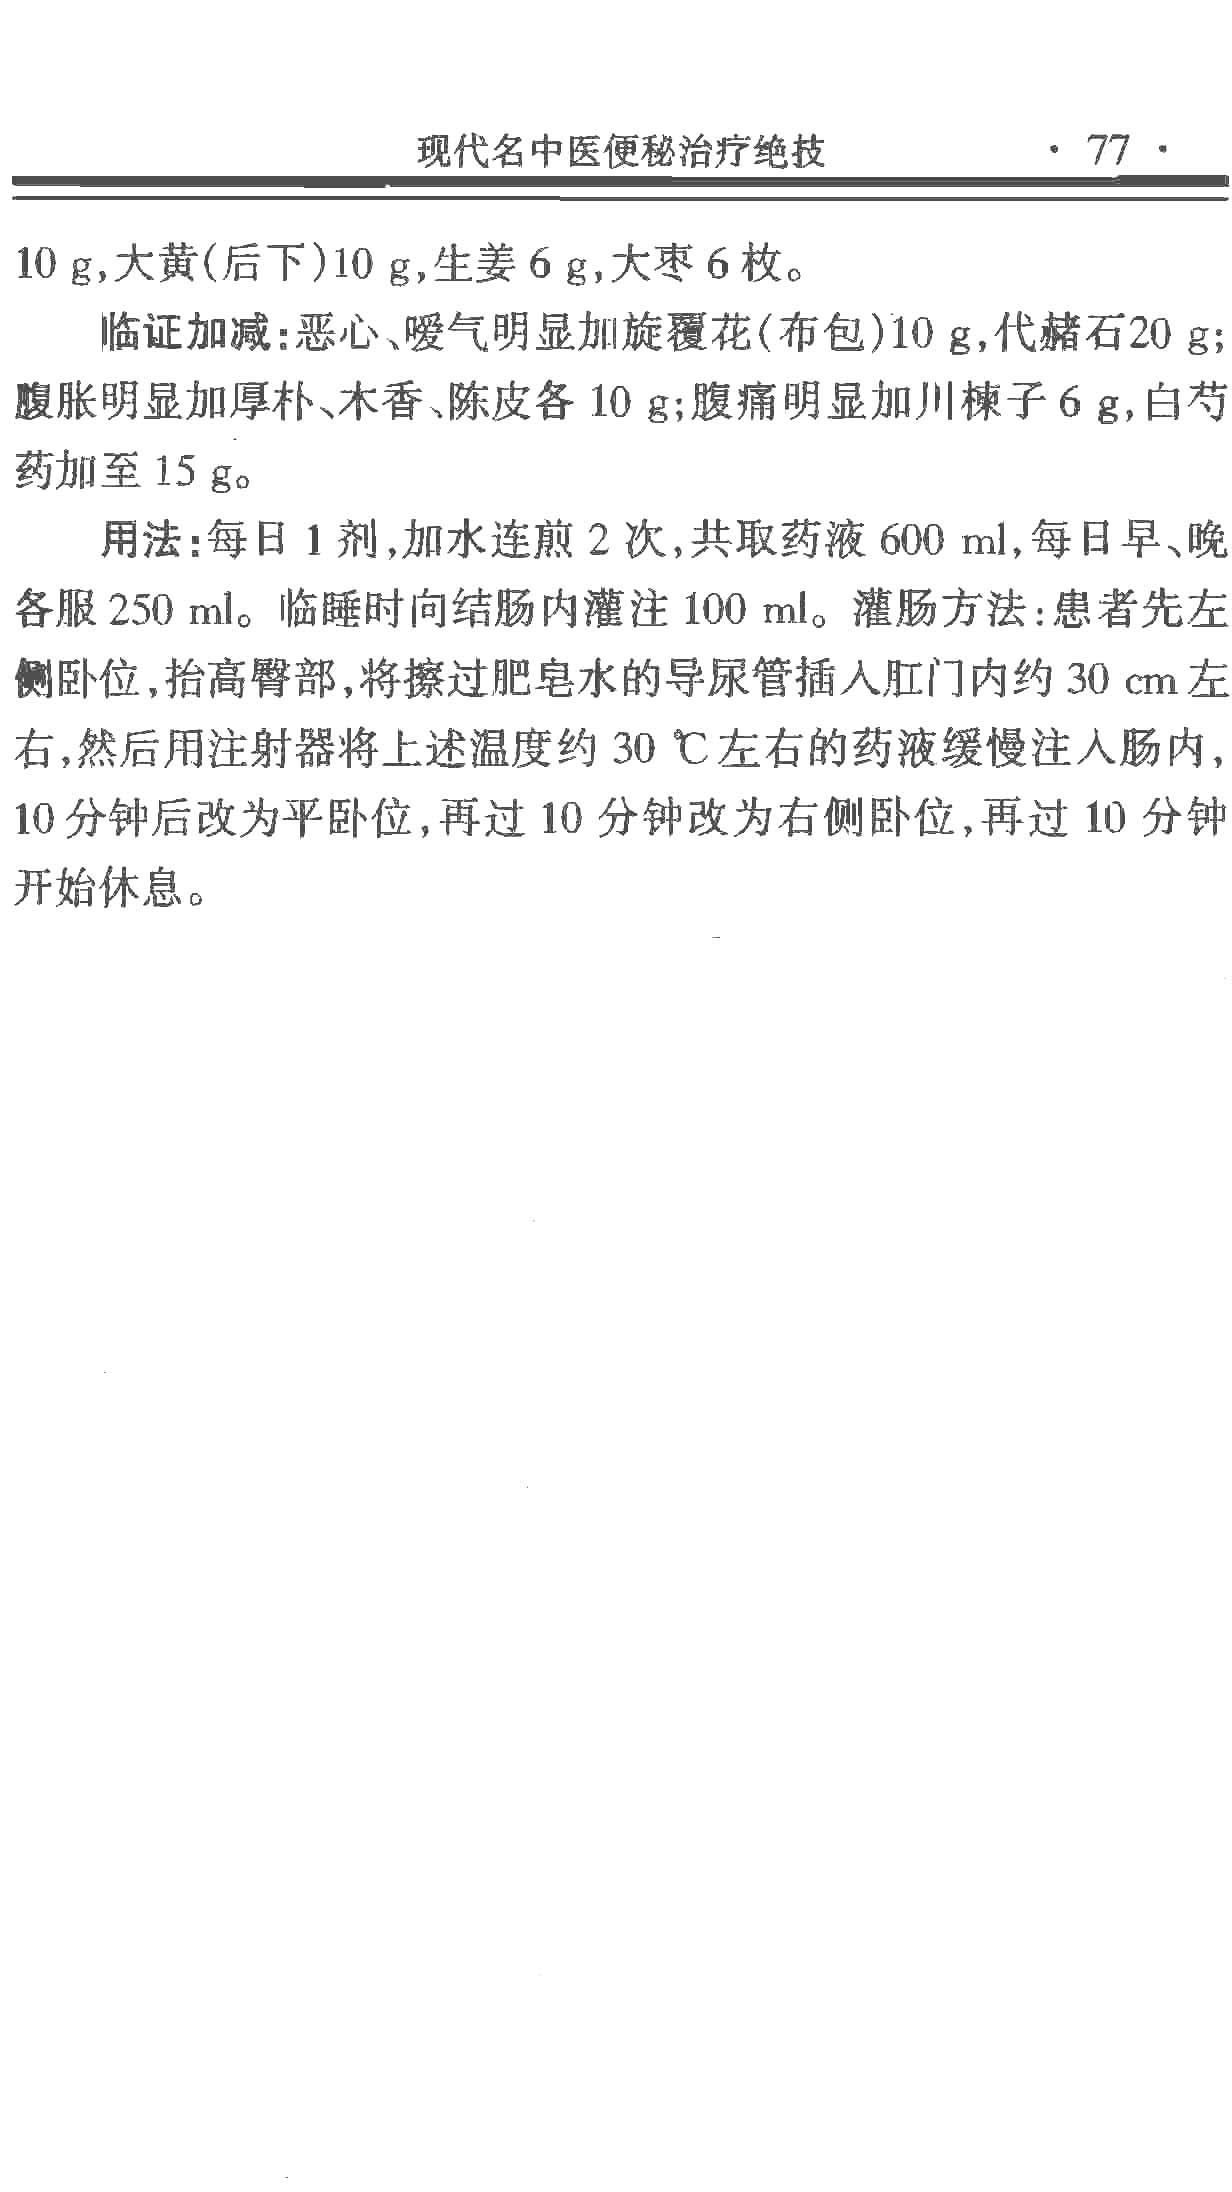 现代名中医便秘治疗绝技 · 77 ·
10 g,大黄(后下)10 g,生姜 6 g,大枣 6 枚。
临证加减:恶心、嗳气明显加旋覆花(布包)10 g,代赭石20 g;
腹胀明显加厚朴、木香、陈皮各 10 g;腹痛明显加川楝子 6 g,白芍
药加至 15 g。
用法:每日 1 剂,加水连煎 2 次,共取药液 600 ml,每日早、晚
各服 250 ml。临睡时向结肠内灌注 100 ml。灌肠方法:患者先左
侧卧位,抬高臀部,将擦过肥皂水的导尿管插入肛门内约 30 cm 左
右,然后用注射器将上述温度约 30 ℃左右的药液缓慢注入肠内,
10 分钟后改为平卧位,再过 10 分钟改为右侧卧位,再过 10 分钟
开始休息。